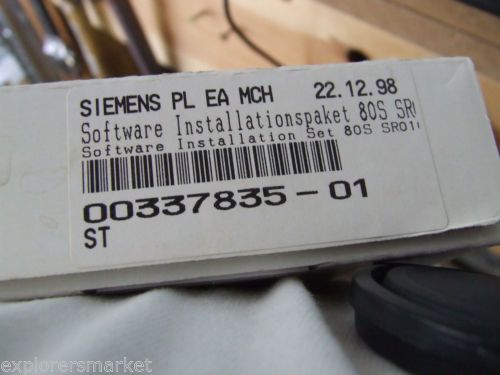 SIEMENS PL EA MCH 22.12.98
Software Installationspaket 80S
Software Installation Set 80S
00337835-01
ST
explorersmarket